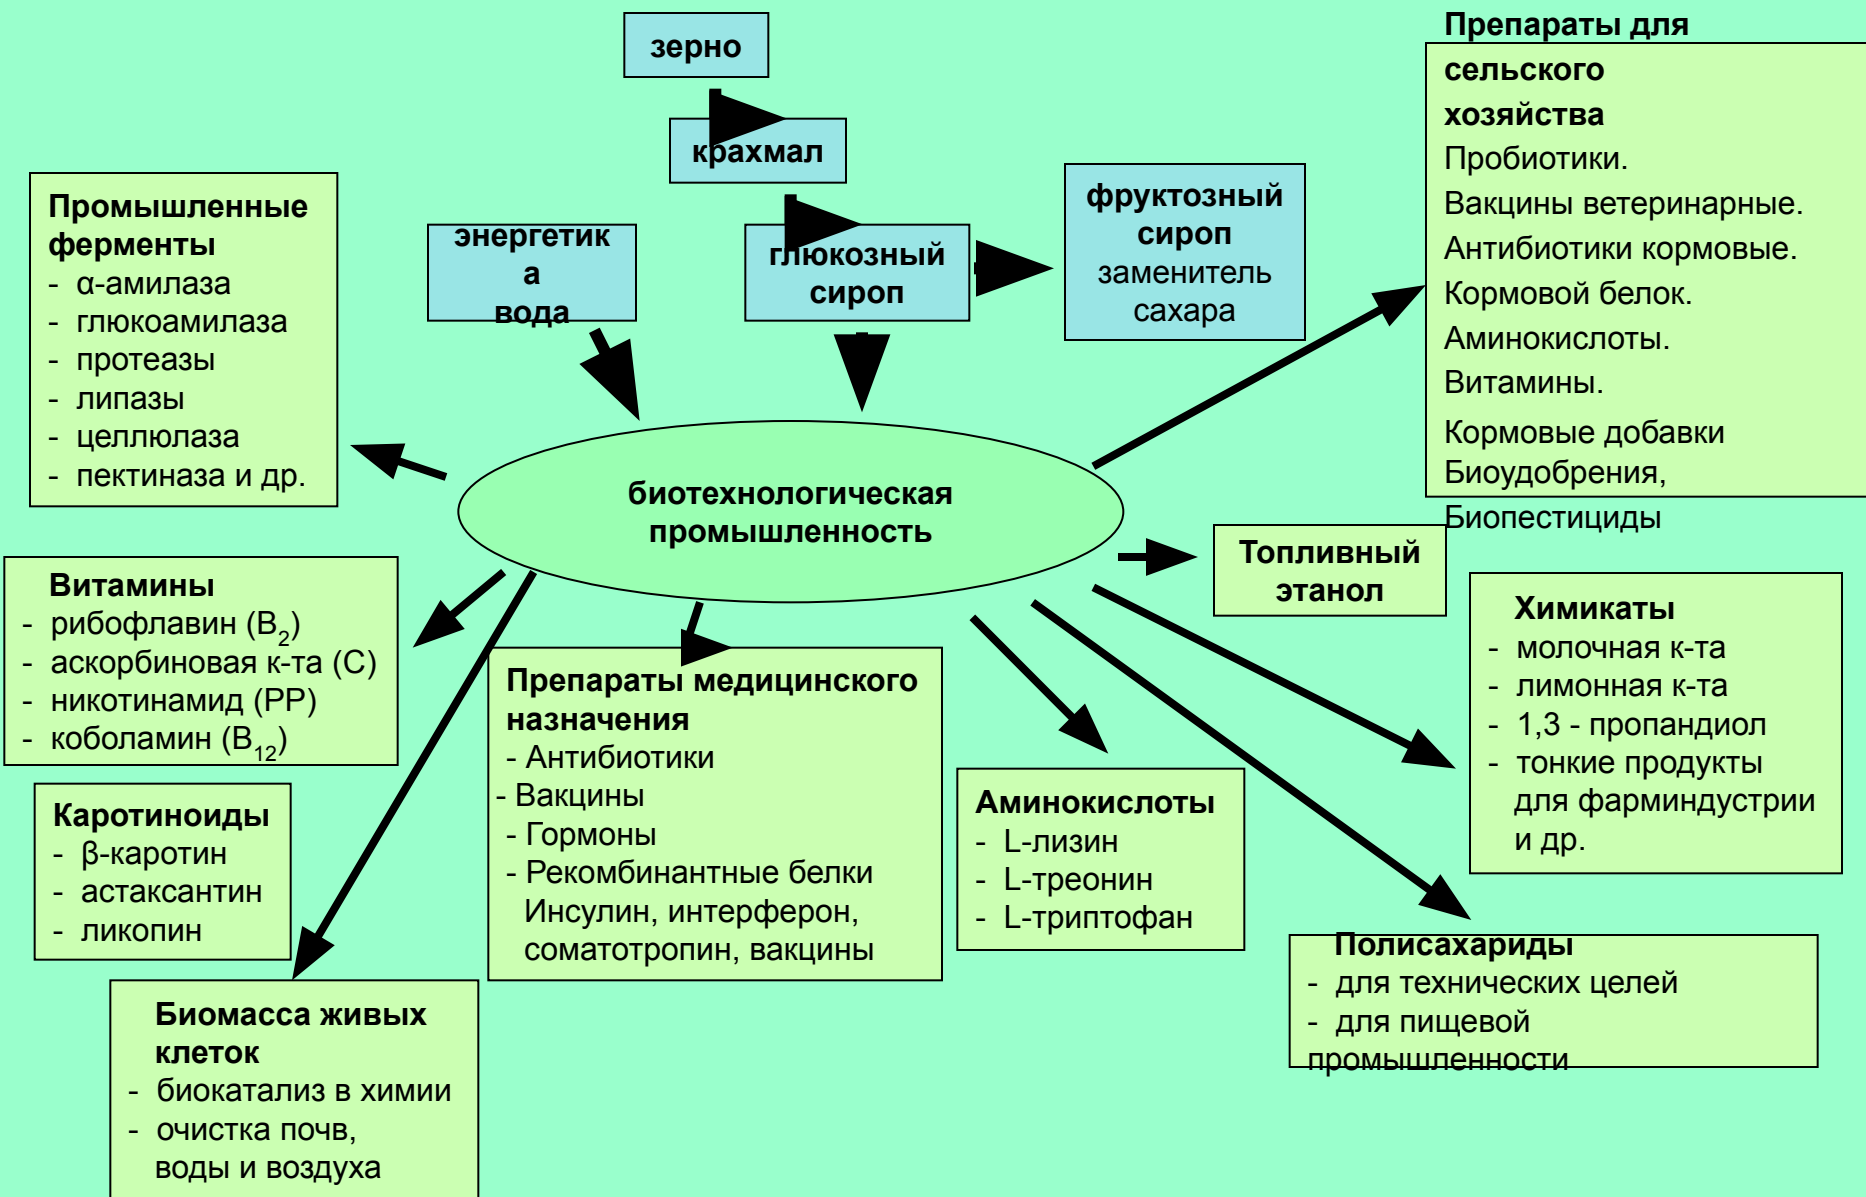 зерно
крахмал
энергетик
а
вода
глюкозный
сироп
фруктозный
сироп
заменитель
сахара
Препараты для
сельского
хозяйства
Пробиотики.
Вакцины ветеринарные.
Антибиотики кормовые.
Кормовой белок.
Аминокислоты.
Витамины.
Кормовые добавки
Биоудобрения,
Биопестициды
Промышленные
ферменты
- α-амилаза
- глюкоамилаза
- протеазы
- липазы
- целлюлаза
- пектиназа и др.
биотехнологическая
промышленность
Топливный
этанол
Витамины
- рибофлавин (B₂)
- аскорбиновая к-та (С)
- никотинамид (РР)
- коболамин (В₁₂)
Каротиноиды
- β-каротин
- астаксантин
- ликопин
Биомасса живых
клеток
- биокатализ в химии
- очистка почв,
воды и воздуха
Препараты медицинского
назначения
- Антибиотики
- Вакцины
- Гормоны
- Рекомбинантные белки
Инсулин, интерферон,
соматотропин, вакцины
Аминокислоты
- L-лизин
- L-треонин
- L-триптофан
Химикаты
- молочная к-та
- лимонная к-та
- 1,3 - пропандиол
- тонкие продукты
для фарминдустрии
и др.
Полисахариды
- для технических целей
- для пищевой
промышленности